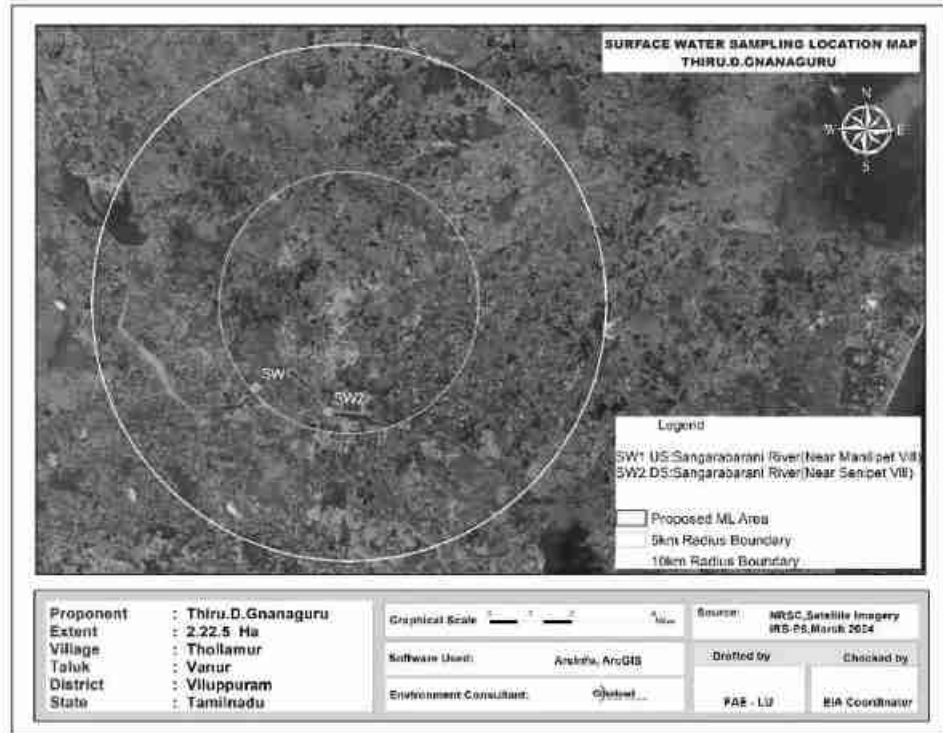 SURFACE WATER SAMPLING LOCATION MAP
THIRU.D.GNANAGURU
N
W E
S
SW1
SW2
Legend
SW1 US:Sangarabarani River(Near Manlipet Vill)
SW2 DS:Sangarabarani River(Near Senipet Vill)
Proposed ML Area
5km Radius Boundary
10km Radius Boundary
Proponent : Thiru.D.Gnanaguru
Extent : 2.22.5 Ha
Village : Thollamur
Taluk : Vanur
District : Viluppuram
State : Tamilnadu
Graphical Scale
Software Used: ArcInfo, ArcGIS
Environment Consultant:
Source: NRSC,Satellite Imagery
IRS-P6,March 2024
Drafted by
Checked by
FAE - LU
EIA Coordinator